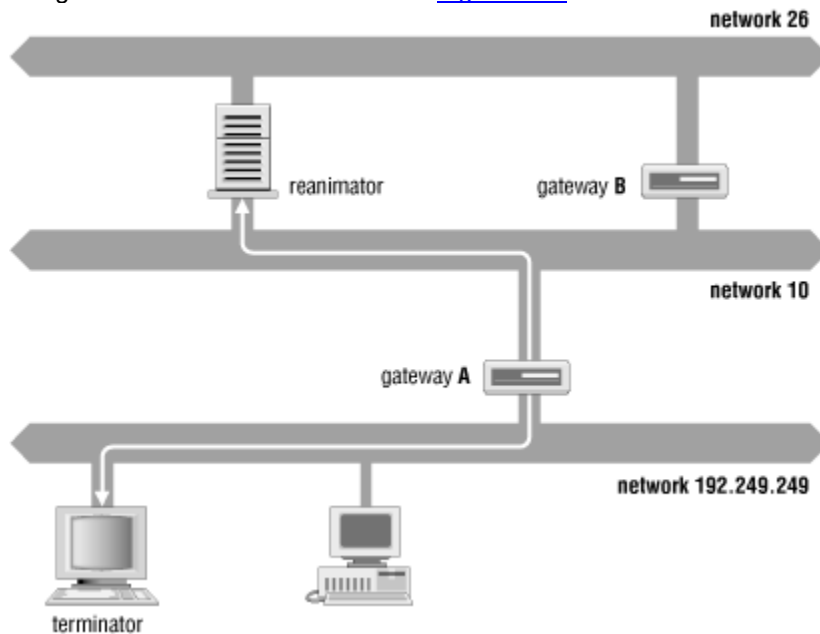 network 26
reanimator
gateway B
network 10
gateway A
network 192.249.249
terminator